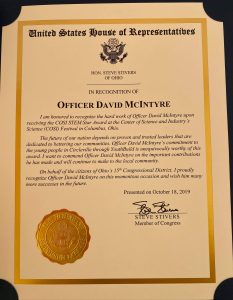 United States House of Representatives
HON. STEVE STIVERS
OF OHIO
IN RECOGNITION OF
OFFICER DAVID MCINTYRE
I am honored to recognize the hard work of Officer David McIntyre upon
receiving the COSI STEM Star Award at the Center of Science and Industry's
Science (COSI) Festival in Columbus, Ohio.
The future of our nation depends on proven and trusted leaders that are
dedicated to bettering our communities. Officer David McIntyre's commitment to
the young people in Circleville through YouthBuild is unequivocally worthy of this
award. I want to commend Officer David McIntyre on the important contributions
he has made and will continue to make to the local community.
On behalf of the citizens of Ohio's 15th Congressional District, I proudly
recognize Officer David McIntyre on this momentous occasion and wish him many
more successes in the future.
Presented on October 18, 2019
STEVE STIVERS
Member of Congress